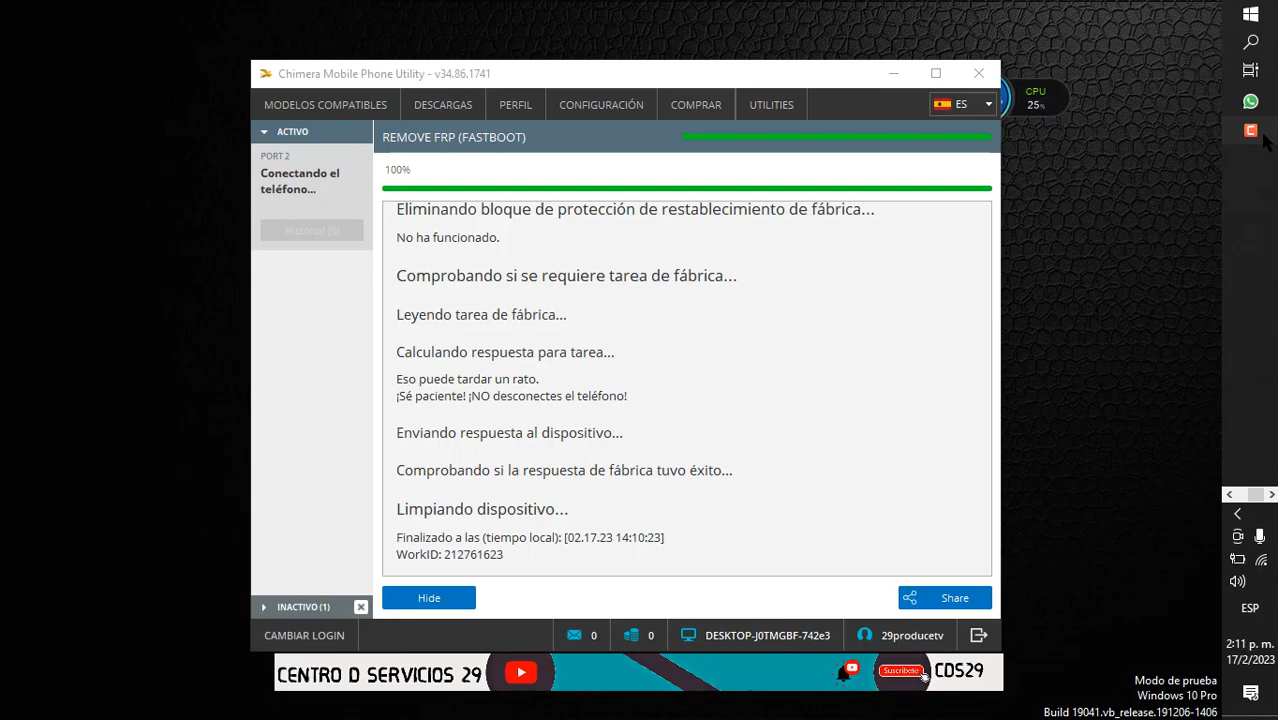 Chimera Mobile Phone Utility - v34.86.1741
MODELOS COMPATIBLES
DESCARGAS
PERFIL
CONFIGURACIÓN
COMPRAR
UTILITIES
ES
CPU
25%
ACTIVO
PORT 2
Conectando el
teléfono...
Historial (0)
REMOVE FRP (FASTBOOT)
100%
Eliminando bloque de protección de restablecimiento de fábrica...
No ha funcionado.
Comprobando si se requiere tarea de fábrica...
Leyendo tarea de fábrica...
Calculando respuesta para tarea...
Eso puede tardar un rato.
¡Sé paciente! ¡NO desconectes el teléfono!
Enviando respuesta al dispositivo...
Comprobando si la respuesta de fábrica tuvo éxito...
Limpiando dispositivo...
Finalizado a las (tiempo local): [02.17.23 14:10:23]
WorkID: 212761623
Hide
Share
INACTIVO (1)
CAMBIAR LOGIN
0
0
DESKTOP-J0TMGBF-742e3
29producetv
CENTRO D SERVICIOS 29
Suscribete
CDS29
ESP
2:11 p. m.
17/2/2023
Modo de prueba
Windows 10 Pro
Build 19041.vb_release.191206-1406